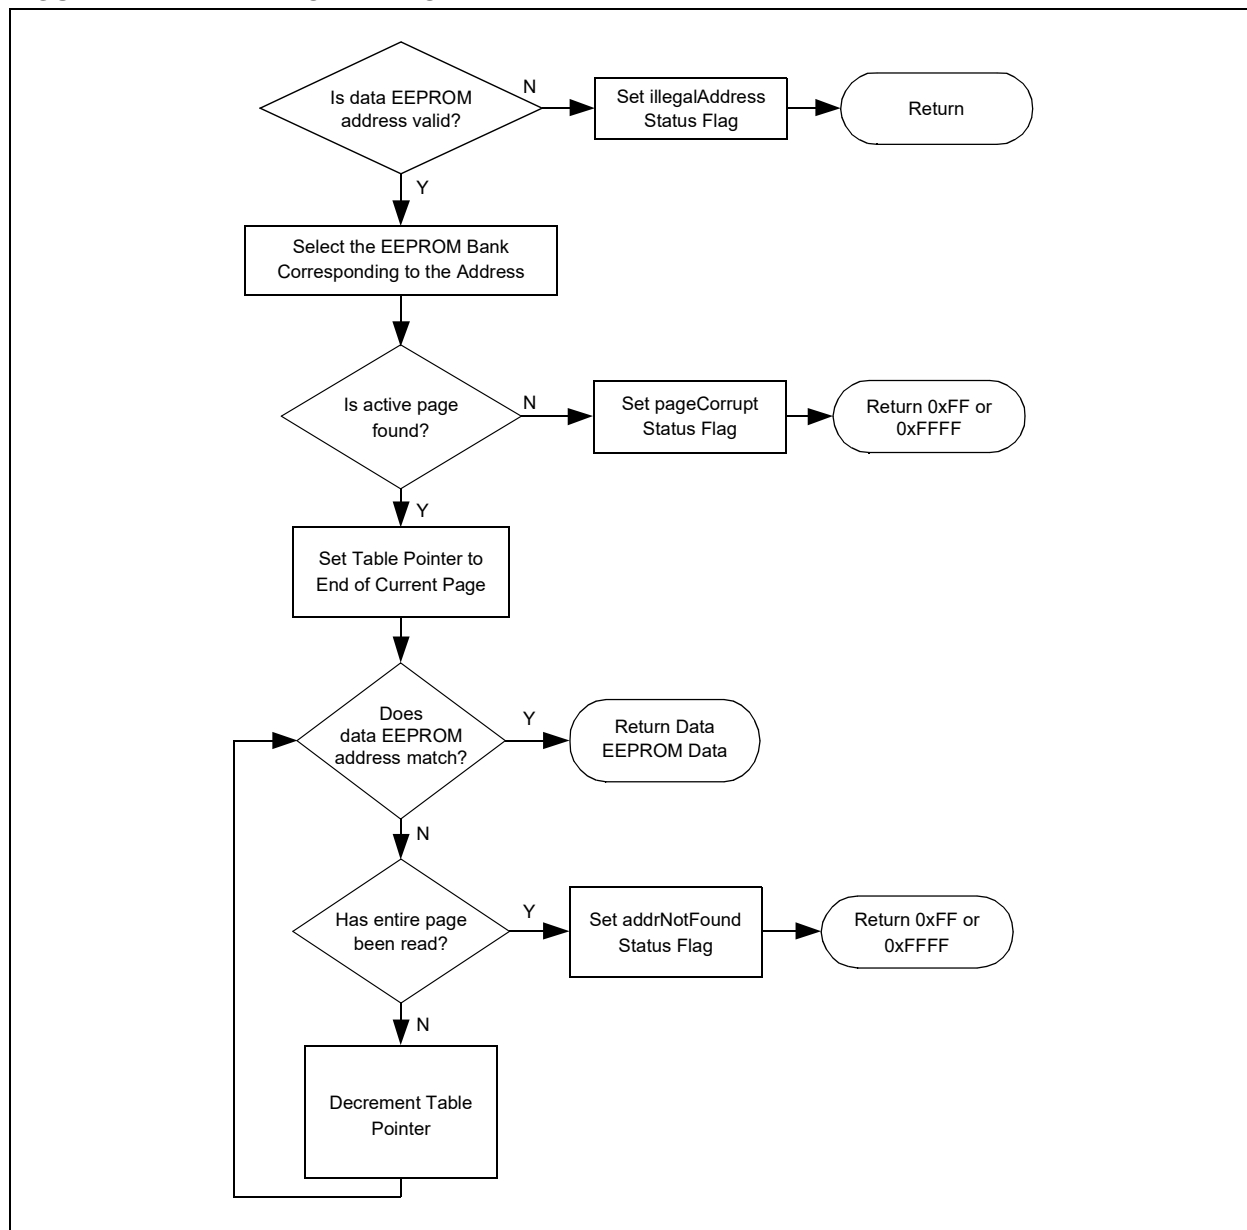 Is data EEPROM
address valid?
N
Set illegalAddress
Status Flag
Return
Y
Select the EEPROM Bank
Corresponding to the Address
Is active page
found?
N
Set pageCorrupt
Status Flag
Return 0xFF or
0xFFFF
Y
Set Table Pointer to
End of Current Page
Does
data EEPROM
address match?
Y
Return Data
EEPROM Data
N
Has entire page
been read?
Y
Set addrNotFound
Status Flag
Return 0xFF or
0xFFFF
N
Decrement Table
Pointer